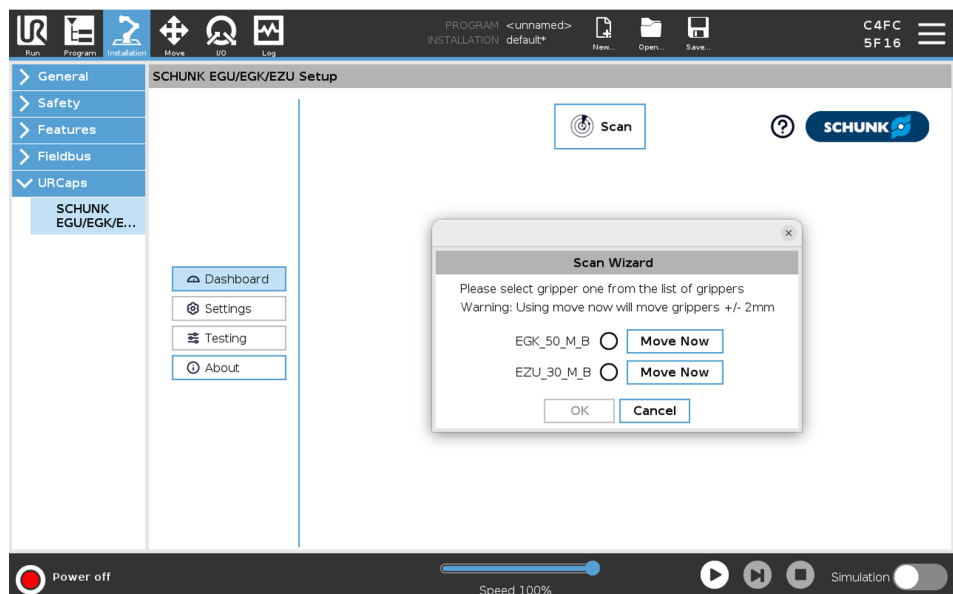 PROGRAM <unnamed>
INSTALLATION default*
C4FC
5F16
Run Program Installation Move I/O Log New... Open... Save...
General
SCHUNK EGU/EGK/EZU Setup
Safety
Features
Fieldbus
URCaps
SCHUNK
EGU/EGK/E...
Scan
?
SCHUNK
Dashboard
Settings
Testing
About
Scan Wizard
Please select gripper one from the list of grippers
Warning: Using move now will move grippers +/- 2mm
EGK_50_M_B Move Now
EZU_30_M_B Move Now
OK Cancel
Power off
Speed 100%
Simulation